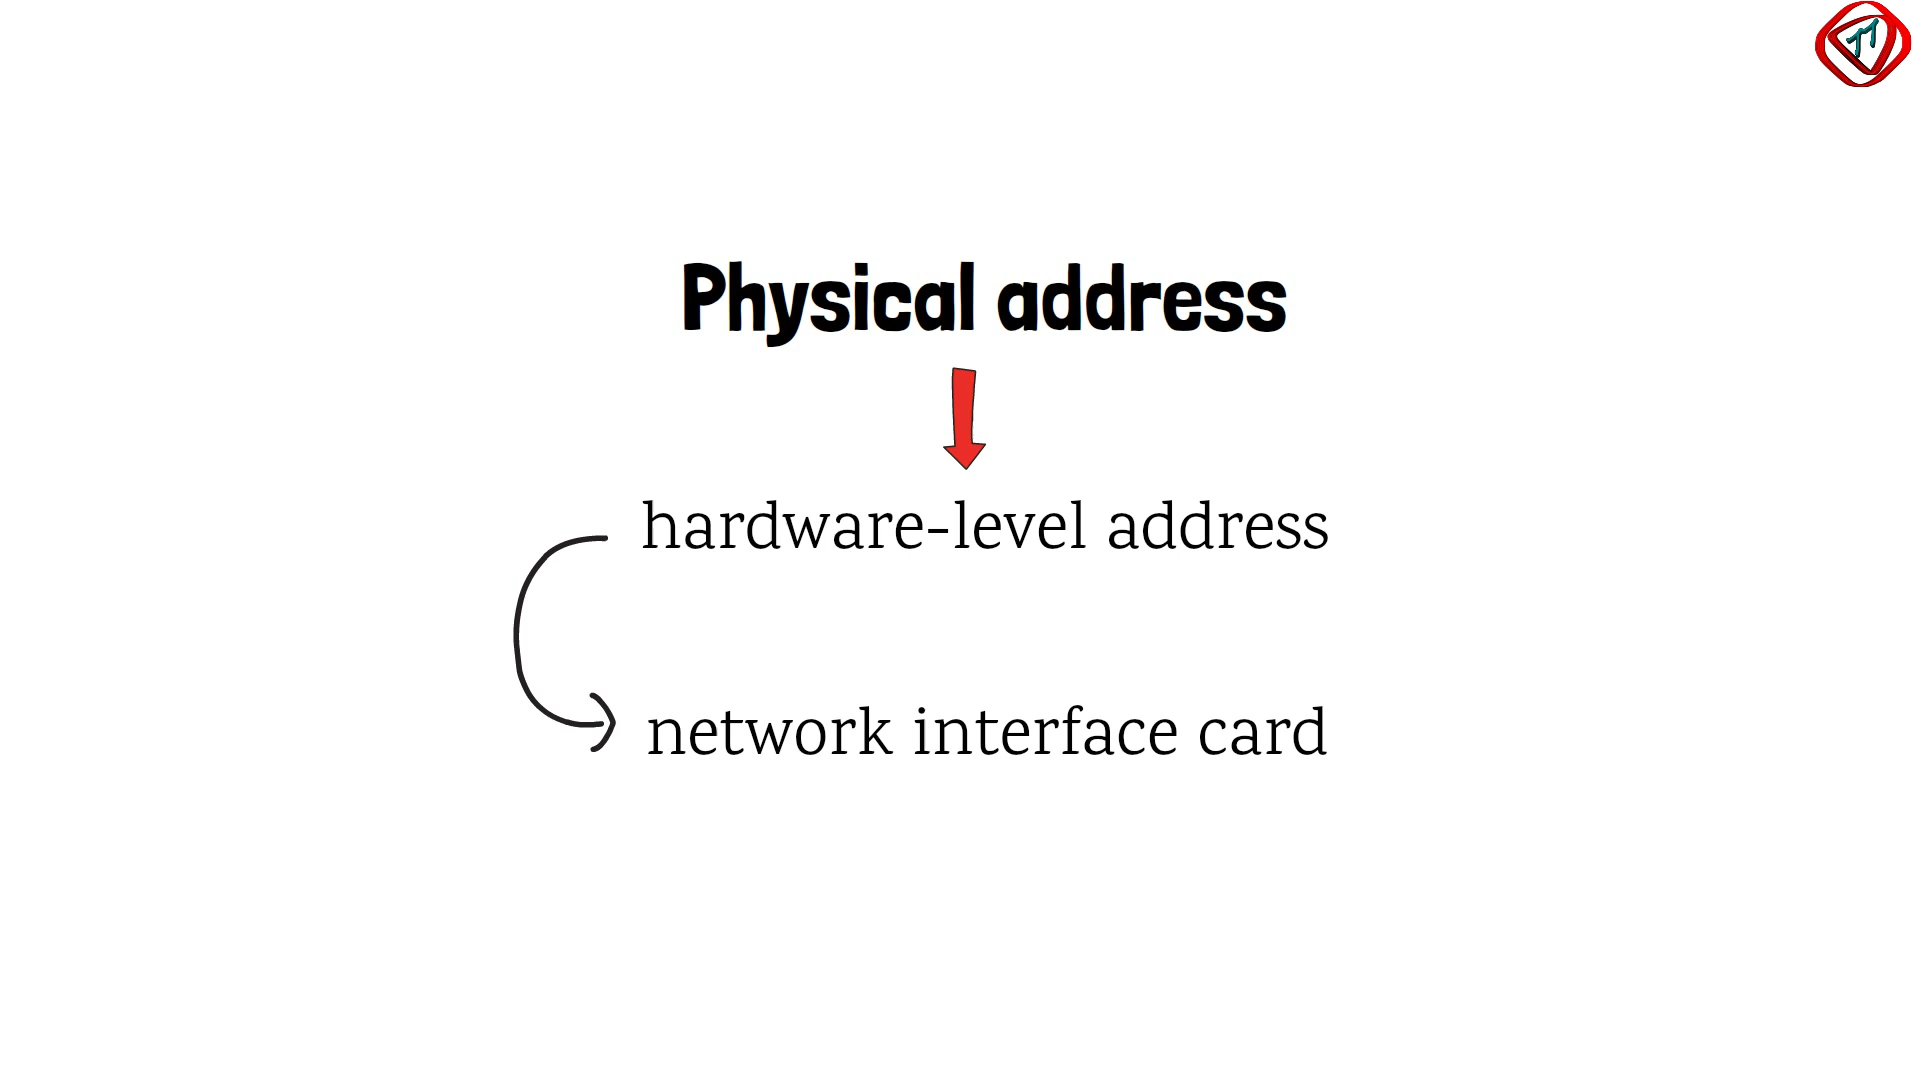 Physical address
hardware-level address
network interface card